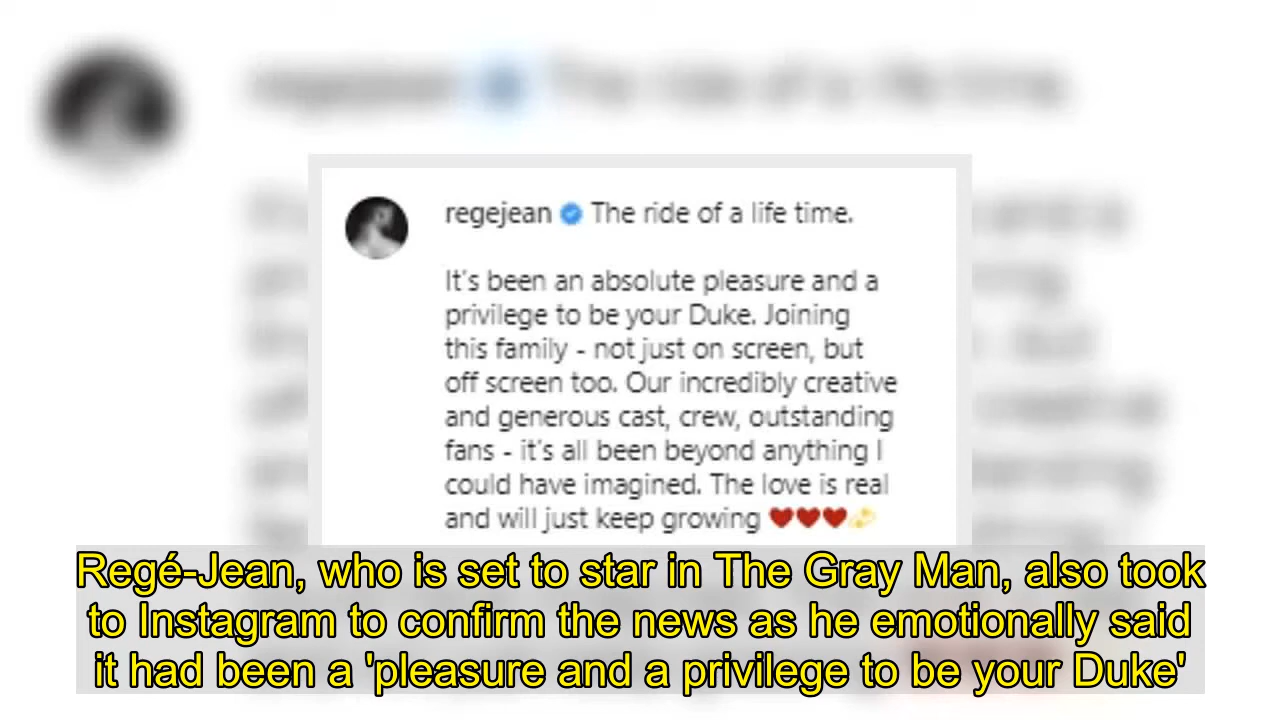 regejean The ride of a life time.
It's been an absolute pleasure and a
privilege to be your Duke. Joining
this family - not just on screen, but
off screen too. Our incredibly creative
and generous cast, crew, outstanding
fans - it's all been beyond anything I
could have imagined. The love is real
and will just keep growing ❤❤❤💫
Regé-Jean, who is set to star in The Gray Man, also took
to Instagram to confirm the news as he emotionally said
it had been a 'pleasure and a privilege to be your Duke'